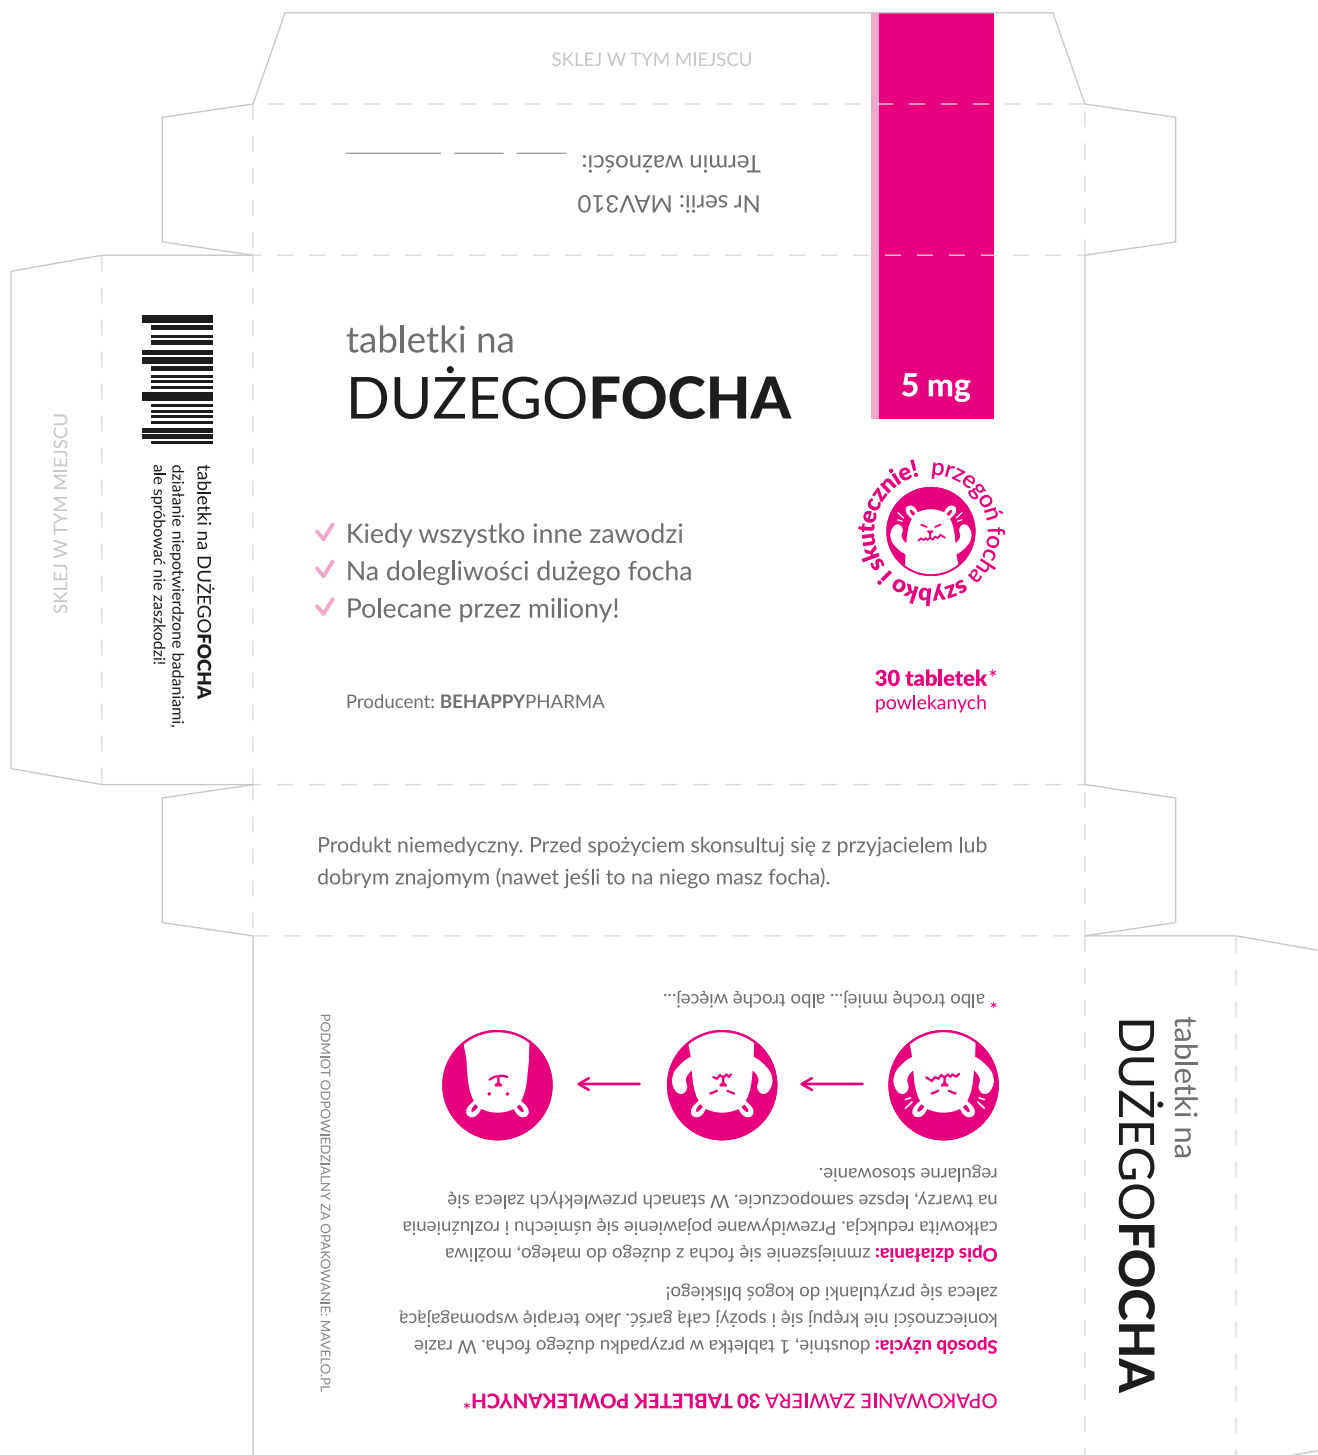 SKLEJ W TYM MIEJSCU
Nr serii: MAV310
Termin ważności:
tabletki na
DUŻEGOFOCHA
5 mg
przegoń focha szybko i skutecznie!
Kiedy wszystko inne zawodzi
Na dolegliwości dużego focha
Polecane przez miliony!
30 tabletek*
powlekanych
Producent: BEHAPPYPHARMA
SKLEJ W TYM MIEJSCU
tabletki na DUŻEGOFOCHA
działanie niepotwierdzone badaniami,
ale spróbować nie zaszkodzi!
Produkt niemedyczny. Przed spożyciem skonsultuj się z przyjacielem lub
dobrym znajomym (nawet jeśli to na niego masz focha).
OPAKOWANIE ZAWIERA 30 TABLETEK POWLEKANYCH*
Sposób użycia: doustnie, 1 tabletka w przypadku dużego focha. W razie
konieczności nie krępuj się i spożyj całą garść. Jako terapię wspomagającą
zaleca się przytulanki do kogoś bliskiego!
Opis działania: zmniejszenie się focha z dużego do małego, możliwa
całkowita redukcja. Przewidywane pojawienie się uśmiechu i rozluźnienia
na twarzy, lepsze samopoczucie. W stanach przewlekłych zaleca się
regularne stosowanie.
* albo trochę mniej... albo trochę więcej...
PODMIOT ODPOWIEDZIALNY ZA OPAKOWANIE: MAVELO.PL
tabletki na
DUŻEGOFOCHA